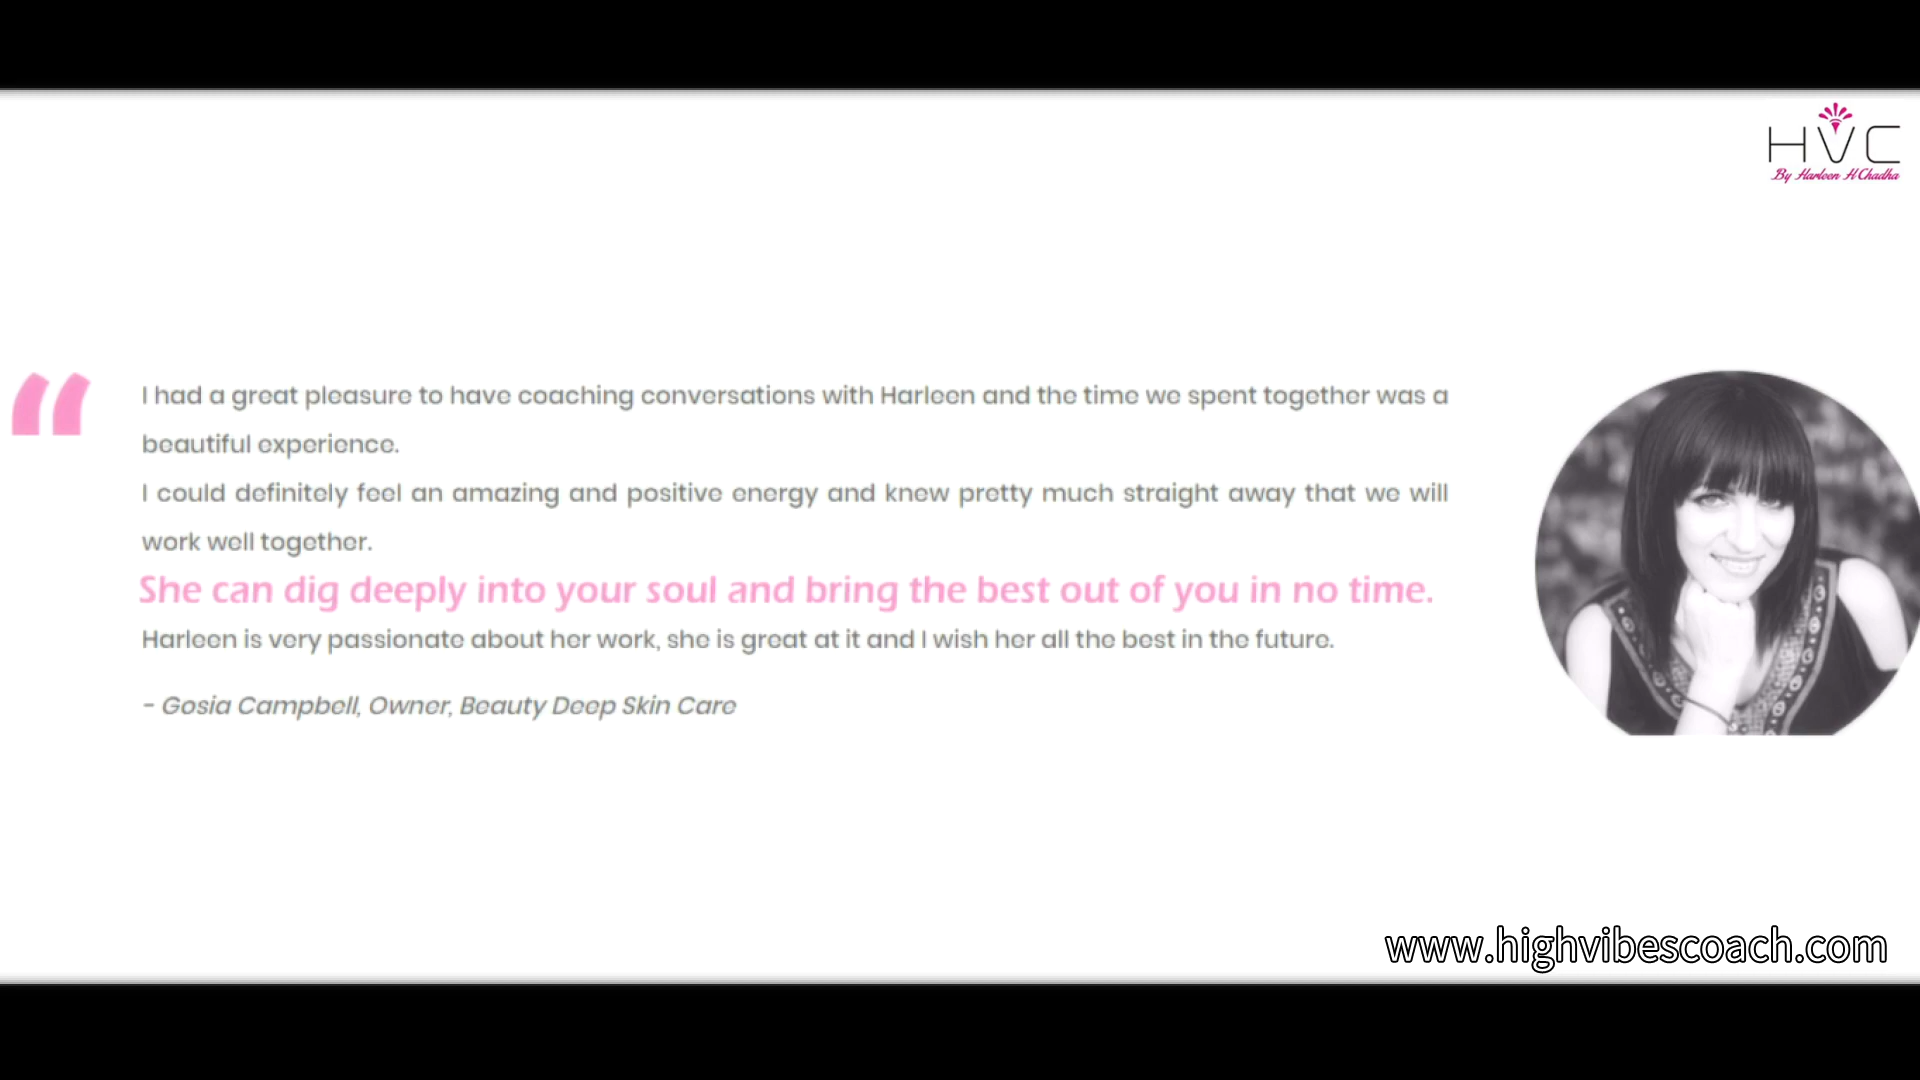 HVC
By Harleen H Chadha
“
I had a great pleasure to have coaching conversations with Harleen and the time we spent together was a
beautiful experience.
I could definitely feel an amazing and positive energy and knew pretty much straight away that we will
work well together.
She can dig deeply into your soul and bring the best out of you in no time.
Harleen is very passionate about her work, she is great at it and I wish her all the best in the future.
- Gosia Campbell, Owner, Beauty Deep Skin Care
www.highvibescoach.com